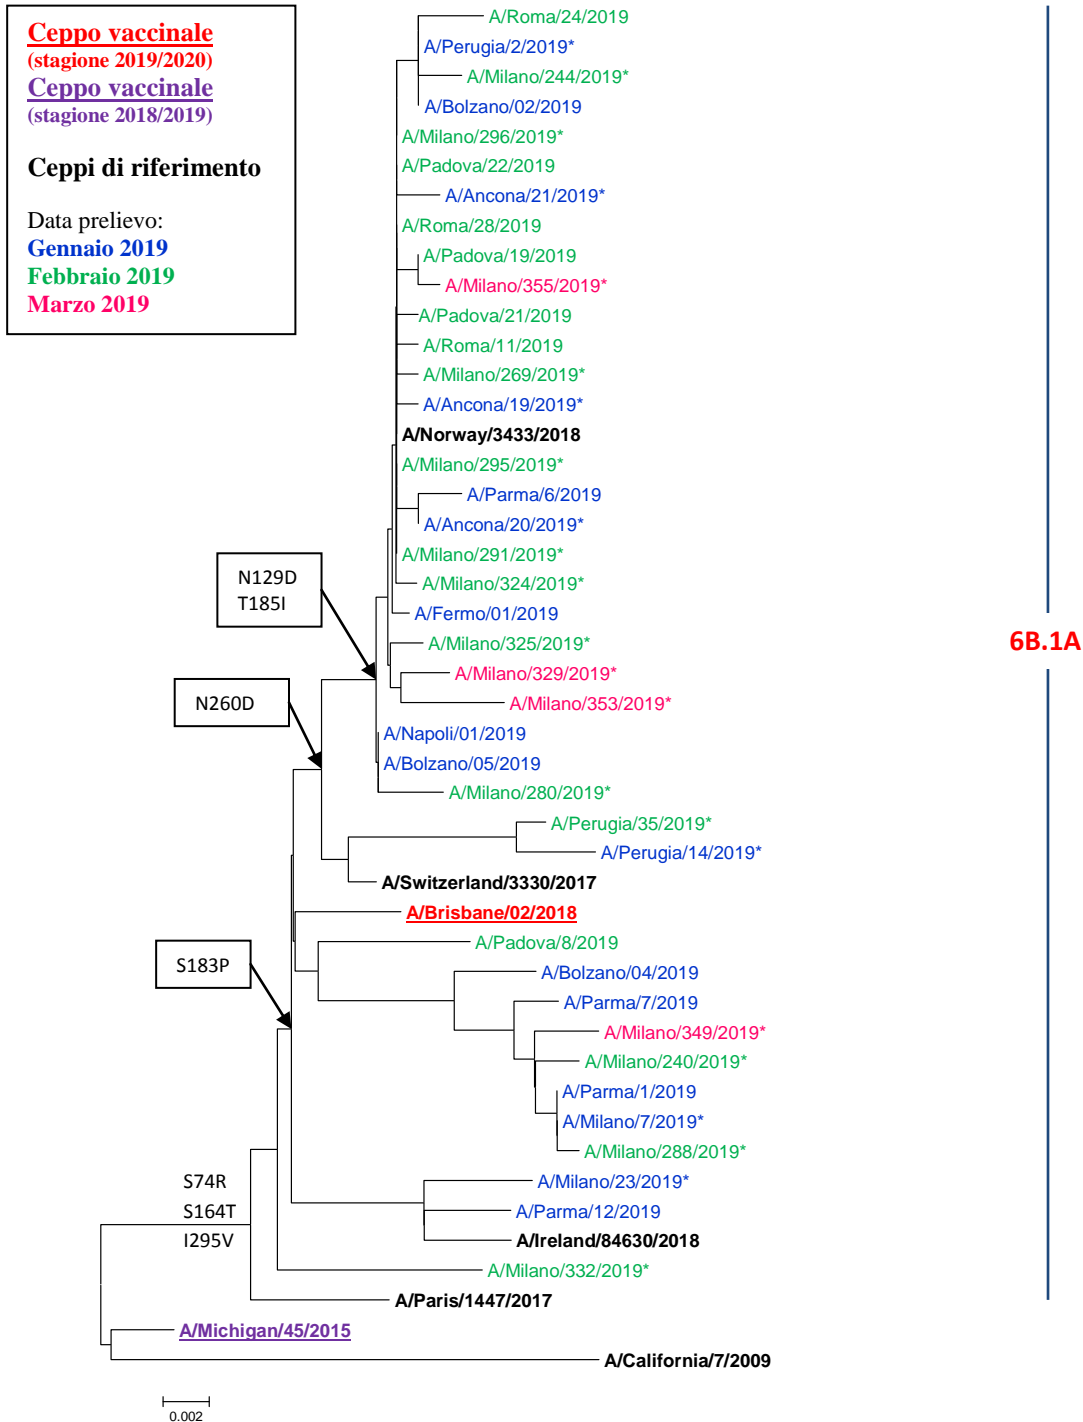 Ceppo vaccinale
(stagione 2019/2020)
Ceppo vaccinale
(stagione 2018/2019)
Ceppi di riferimento
Data prelievo:
Gennaio 2019
Febbraio 2019
Marzo 2019
A/Roma/24/2019
A/Perugia/2/2019*
A/Milano/244/2019*
A/Bolzano/02/2019
A/Milano/296/2019*
A/Padova/22/2019
A/Ancona/21/2019*
A/Roma/28/2019
A/Padova/19/2019
A/Milano/355/2019*
A/Padova/21/2019
A/Roma/11/2019
A/Milano/269/2019*
A/Ancona/19/2019*
A/Norway/3433/2018
A/Milano/295/2019*
A/Parma/6/2019
A/Ancona/20/2019*
A/Milano/291/2019*
A/Milano/324/2019*
A/Fermo/01/2019
A/Milano/325/2019*
A/Milano/329/2019*
A/Milano/353/2019*
A/Napoli/01/2019
A/Bolzano/05/2019
A/Milano/280/2019*
A/Perugia/35/2019*
A/Perugia/14/2019*
A/Switzerland/3330/2017
A/Brisbane/02/2018
A/Padova/8/2019
A/Bolzano/04/2019
A/Parma/7/2019
A/Milano/349/2019*
A/Milano/240/2019*
A/Parma/1/2019
A/Milano/7/2019*
A/Milano/288/2019*
A/Milano/23/2019*
A/Parma/12/2019
A/Ireland/84630/2018
A/Milano/332/2019*
A/Paris/1447/2017
A/Michigan/45/2015
A/California/7/2009
N129D
T185I
N260D
S183P
S74R
S164T
I295V
6B.1A
0.002